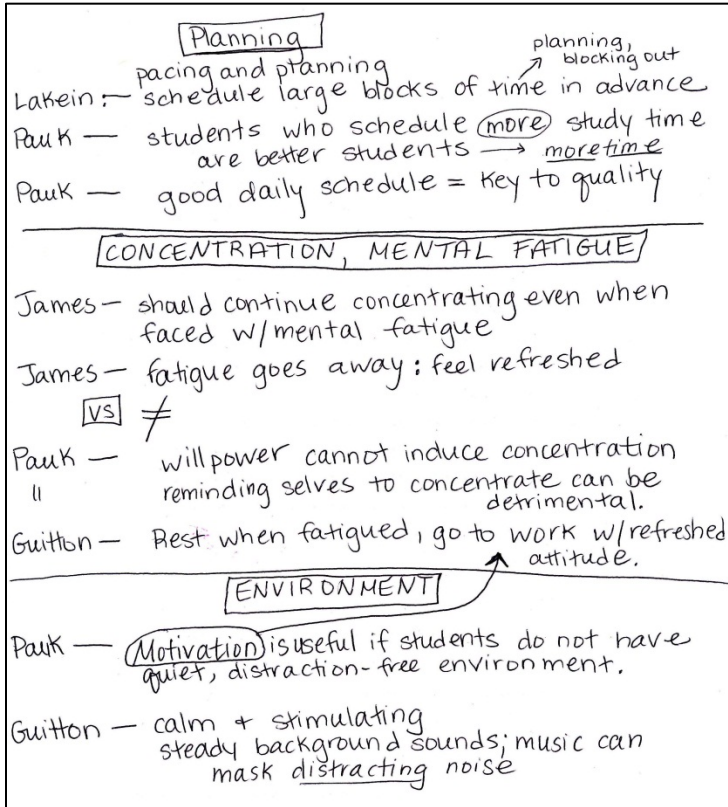 Planning
planning,
blocking out
pacing and planning
Lakein :— schedule large blocks of time in advance
Pauk — students who schedule more study time
are better students → more time
Pauk — good daily schedule = key to quality
CONCENTRATION, MENTAL FATIGUE
James — should continue concentrating even when
faced w/mental fatigue
James — fatigue goes away: feel refreshed
VS ≠
Pauk — willpower cannot induce concentration
" reminding selves to concentrate can be
detrimental.
Guitton — Rest when fatigued, go to work w/refreshed
attitude.
ENVIRONMENT
Pauk — Motivation is useful if students do not have
quiet, distraction-free environment.
Guitton — calm + stimulating
steady background sounds; music can
mask distracting noise